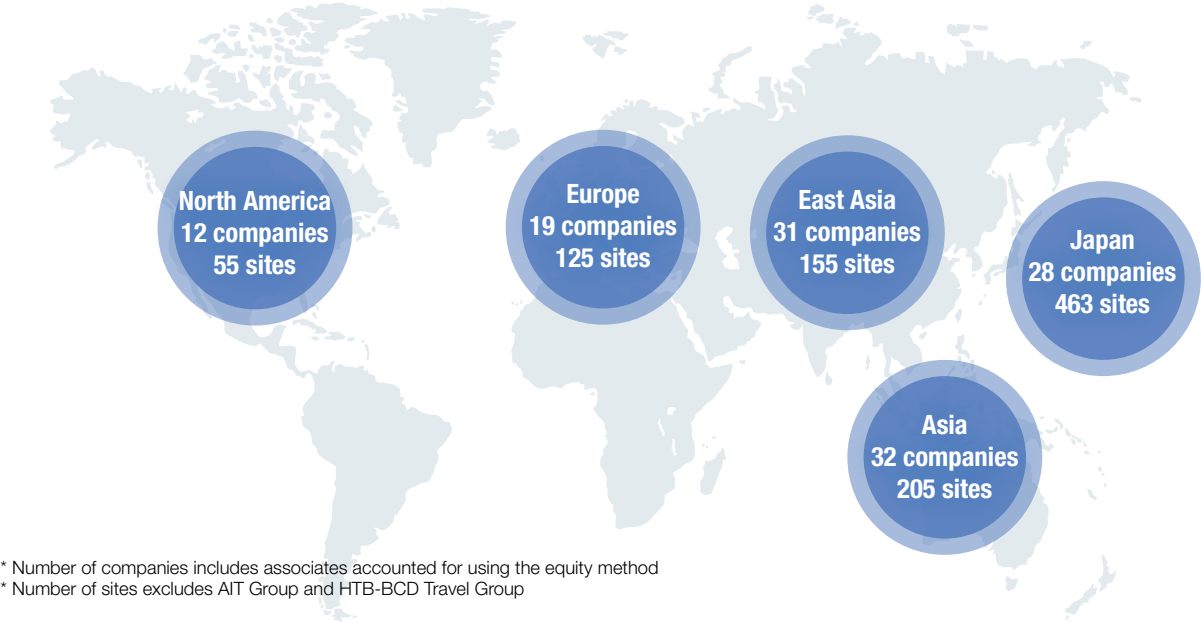 North America
12 companies
55 sites
Europe
19 companies
125 sites
East Asia
31 companies
155 sites
Japan
28 companies
463 sites
Asia
32 companies
205 sites
* Number of companies includes associates accounted for using the equity method
* Number of sites excludes AIT Group and HTB-BCD Travel Group